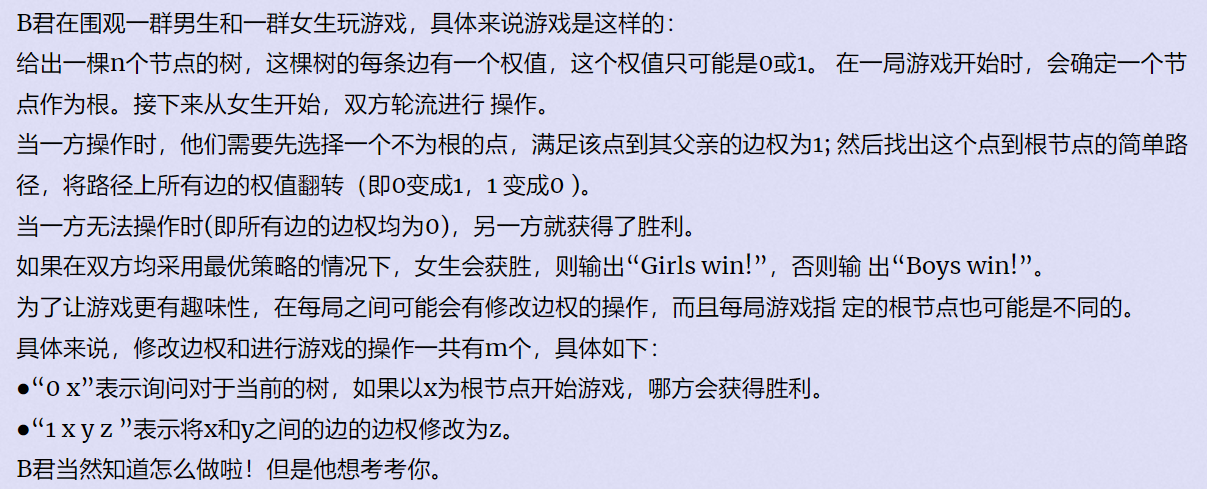 B君在围观一群男生和一群女生玩游戏，具体来说游戏是这样的：
给出一棵n个节点的树，这棵树的每条边有一个权值，这个权值只可能是0或1。 在一局游戏开始时，会确定一个节
点作为根。接下来从女生开始，双方轮流进行 操作。
当一方操作时，他们需要先选择一个不为根的点，满足该点到其父亲的边权为1; 然后找出这个点到根节点的简单路
径，将路径上所有边的权值翻转（即0变成1，1 变成0 )。
当一方无法操作时(即所有边的边权均为0)，另一方就获得了胜利。
如果在双方均采用最优策略的情况下，女生会获胜，则输出“Girls win!”，否则输 出“Boys win!”。
为了让游戏更有趣味性，在每局之间可能会有修改边权的操作，而且每局游戏指 定的根节点也可能是不同的。
具体来说，修改边权和进行游戏的操作一共有m个，具体如下：
●“0 x”表示询问对于当前的树，如果以x为根节点开始游戏，哪方会获得胜利。
●“1 x y z ”表示将x和y之间的边的边权修改为z。
B君当然知道怎么做啦！但是他想考考你。